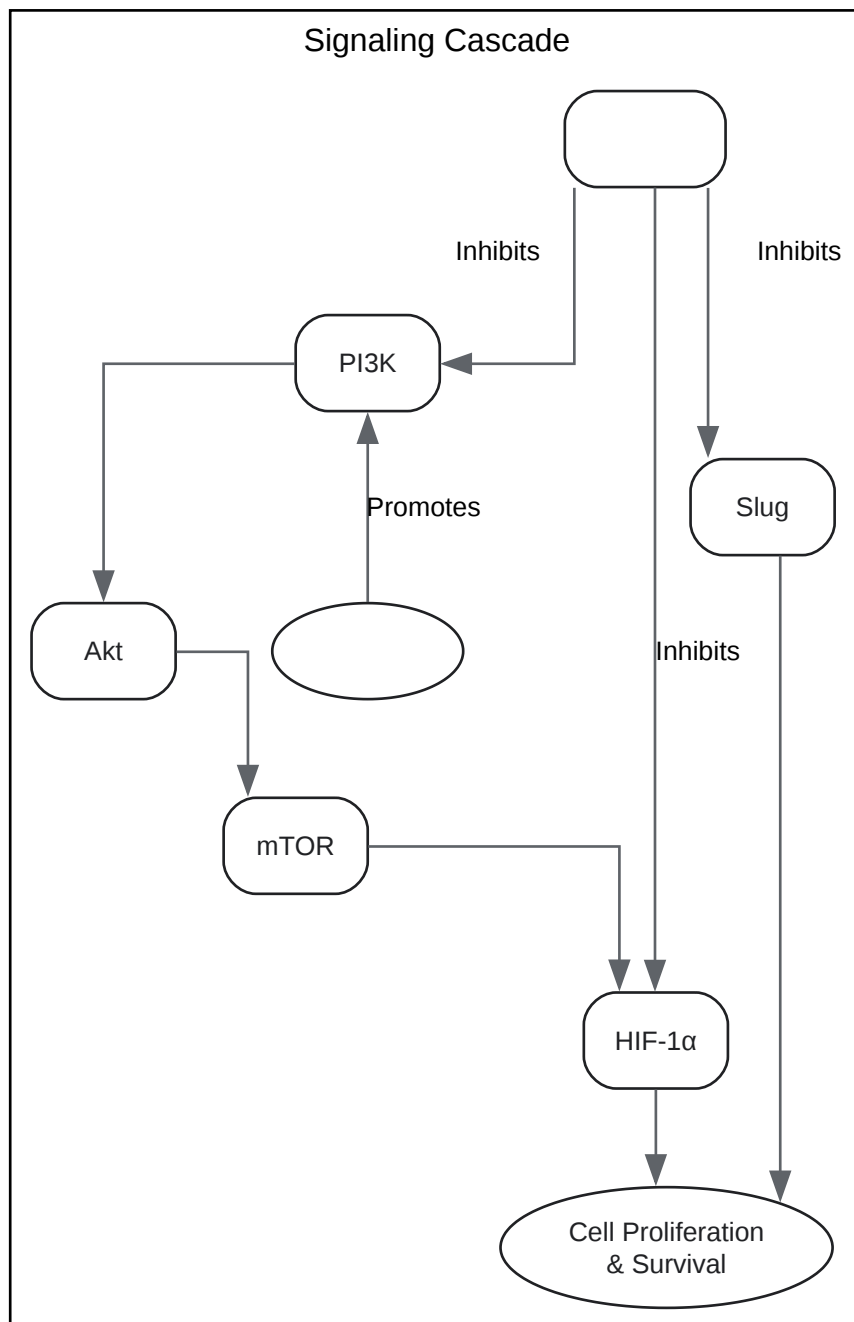 Signaling Cascade
Inhibits
Inhibits
PI3K
Promotes
Slug
Akt
Inhibits
mTOR
HIF-1α
Cell Proliferation
& Survival